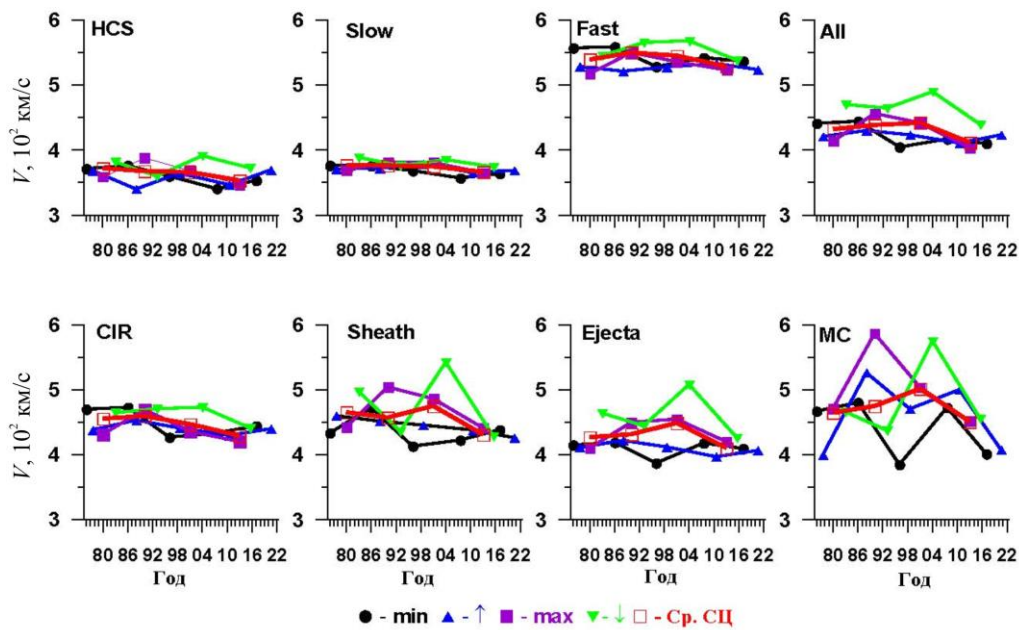 HCS Slow Fast All
6 6 6 6
V, 10² км/с
5 5 5 5
4 4 4 4
3 3 3 3
80 86 92 98 04 10 16 22 80 86 92 98 04 10 16 22 80 86 92 98 04 10 16 22 80 86 92 98 04 10 16 22
CIR Sheath Ejecta MC
6 6 6 6
V, 10² км/с
5 5 5 5
4 4 4 4
3 3 3 3
80 86 92 98 04 10 16 22 80 86 92 98 04 10 16 22 80 86 92 98 04 10 16 22 80 86 92 98 04 10 16 22
Год Год Год Год
- min - ↑ - max - ↓ - Ср. СЦ